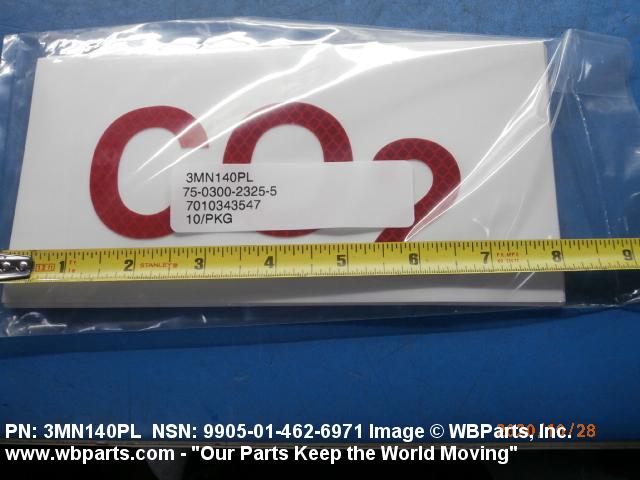 CO2
3MN140PL
75-0300-2325-5
7010343547
10/PKG
1 2 STANLEY® 3 4 5 6 7 8 9
PN: 3MN140PL NSN: 9905-01-462-6971 Image © WBParts, Inc.
www.wbparts.com - "Our Parts Keep the World Moving"